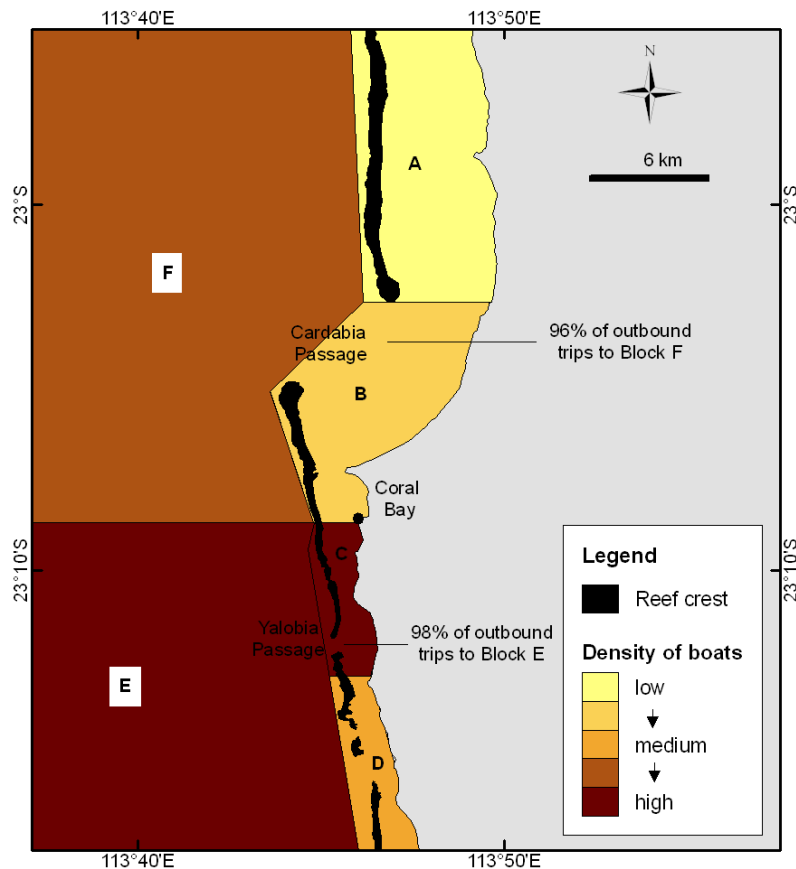 113°40'E
113°50'E
N
6 km
A
23°S
23°S
F
Cardabia
Passage
96% of outbound
trips to Block F
B
Coral
Bay
C
23°10'S
23°10'S
Legend
Reef crest
Yalobia
Passage
98% of outbound
trips to Block E
Density of boats
low
medium
high
E
D
113°40'E
113°50'E